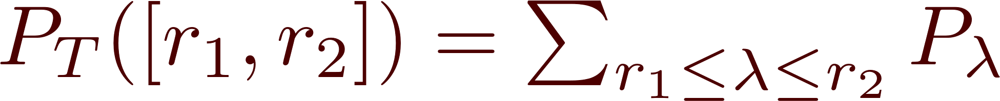 P_T([r_1, r_2]) = \sum_{r_1 \leq \lambda \leq r_2} P_\lambda